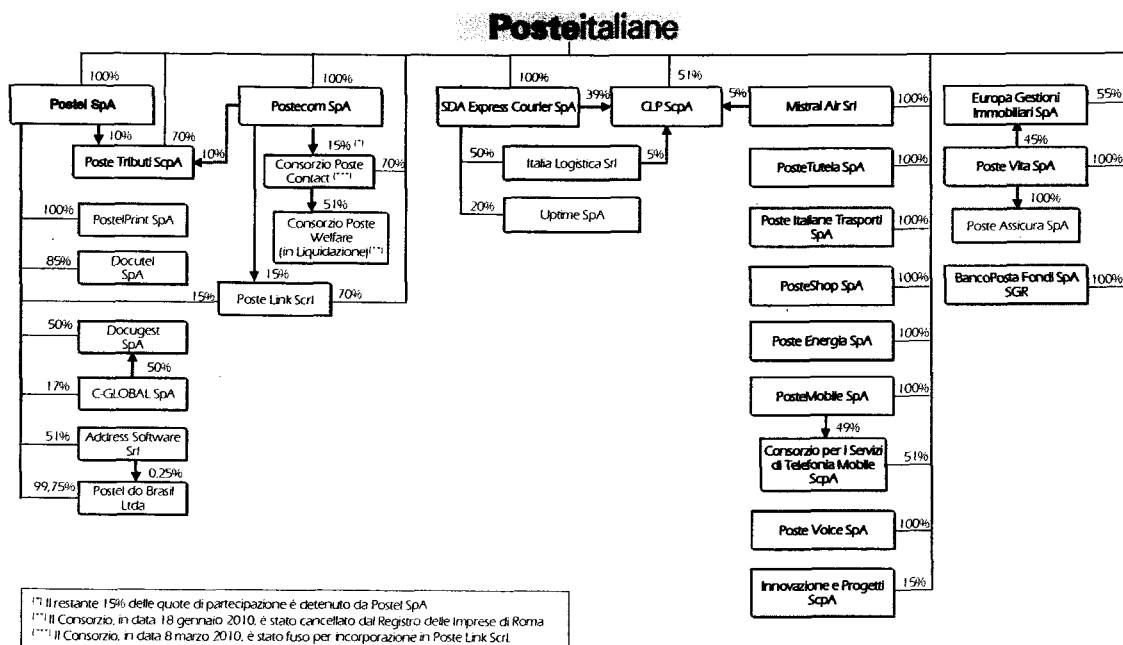 Posteitaliane
100%
100%
100%
51%
Postel SpA
Postecom SpA
SDA Express Courier SpA
39%
CLP ScpA
5%
Mistral Air Srl
100%
Europa Gestioni
Immobiliari SpA
55%
10%
70%
10%
Poste Tributi ScpA
15% (*)
Consorzio Poste
Contact (***)
70%
50%
Italia Logistica Srl
5%
PosteTutela SpA
100%
45%
Poste Vita SpA
100%
100%
PostelPrint SpA
51%
Consorzio Poste
Welfare
(in Liquidazione)(**)
20%
Uptime SpA
Poste Italiane Trasporti
SpA
100%
100%
Poste Assicura SpA
85%
Docutel
SpA
15%
15%
Poste Link Scrl
70%
PosteShop SpA
100%
BancoPosta Fondi SpA
SGR
100%
50%
Docugest
SpA
Poste Energia SpA
100%
50%
17%
C-GLOBAL SpA
PosteMobile SpA
100%
49%
51%
Address Software
Srl
Consorzio per i Servizi
di Telefonia Mobile
ScpA
51%
0,25%
99,75%
Postel do Brasil
Ltda
Poste Voice SpA
100%
Innovazione e Progetti
ScpA
15%
(*) Il restante 15% delle quote di partecipazione è detenuto da Postel SpA
(**) Il Consorzio, in data 18 gennaio 2010, è stato cancellato dal Registro delle Imprese di Roma
(***) Il Consorzio, in data 8 marzo 2010, è stato fuso per incorporazione in Poste Link Scrl.